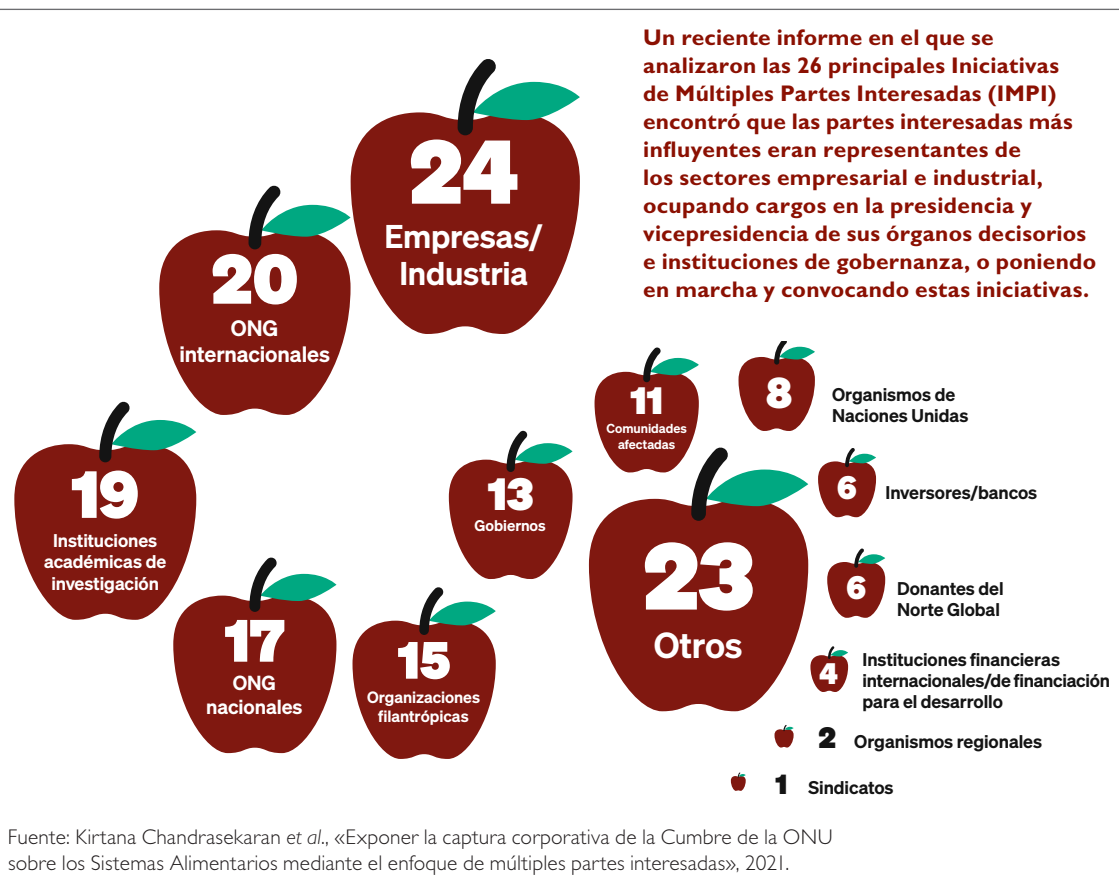 Un reciente informe en el que se
analizaron las 26 principales Iniciativas
de Múltiples Partes Interesadas (IMPI)
encontró que las partes interesadas más
influyentes eran representantes de
los sectores empresarial e industrial,
ocupando cargos en la presidencia y
vicepresidencia de sus órganos decisorios
e instituciones de gobernanza, o poniendo
en marcha y convocando estas iniciativas.
24
Empresas/
Industria
20
ONG
internacionales
19
Instituciones
académicas de
investigación
17
ONG
nacionales
15
Organizaciones
filantrópicas
13
Gobiernos
11
Comunidades
afectadas
23
Otros
8
Organismos de
Naciones Unidas
6
Inversores/bancos
6
Donantes del
Norte Global
4
Instituciones financieras
internacionales/de financiación
para el desarrollo
2 Organismos regionales
1 Sindicatos
Fuente: Kirtana Chandrasekaran et al., «Exponer la captura corporativa de la Cumbre de la ONU
sobre los Sistemas Alimentarios mediante el enfoque de múltiples partes interesadas», 2021.